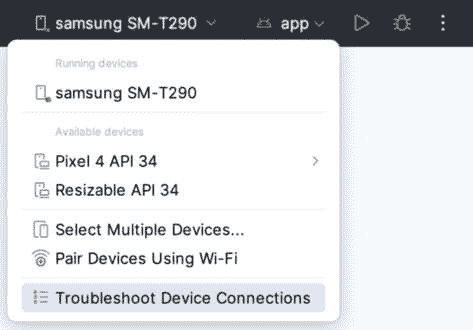 samsung SM-T290 app
Running devices
samsung SM-T290
Available devices
Pixel 4 API 34
Resizable API 34
Select Multiple Devices...
Pair Devices Using Wi-Fi
Troubleshoot Device Connections